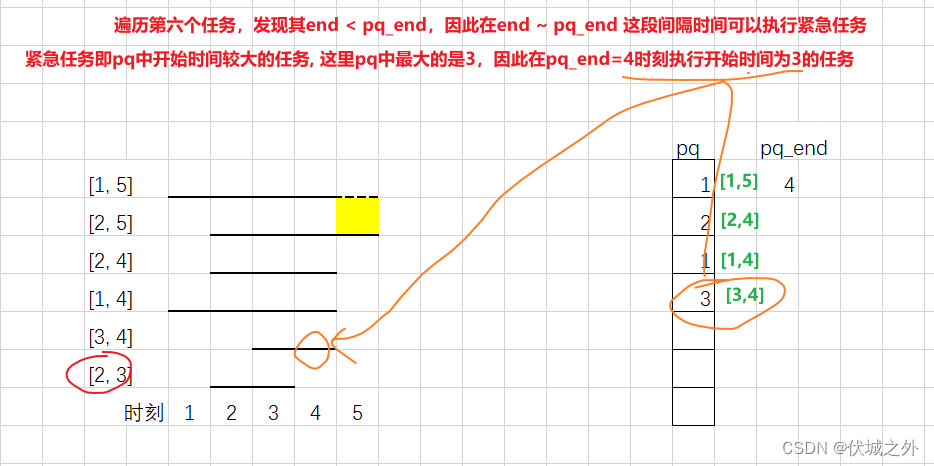 遍历第六个任务，发现其end < pq_end，因此在end ~ pq_end 这段间隔时间可以执行紧急任务
紧急任务即pq中开始时间较大的任务, 这里pq中最大的是3，因此在pq_end=4时刻执行开始时间为3的任务
pq pq_end
[1, 5] 1 [1,5] 4
[2, 5] 2 [2,4]
[2, 4] 1 [1,4]
[1, 4] 3 [3,4]
[3, 4]
[2, 3]
时刻 1 2 3 4 5
CSDN @伏城之外